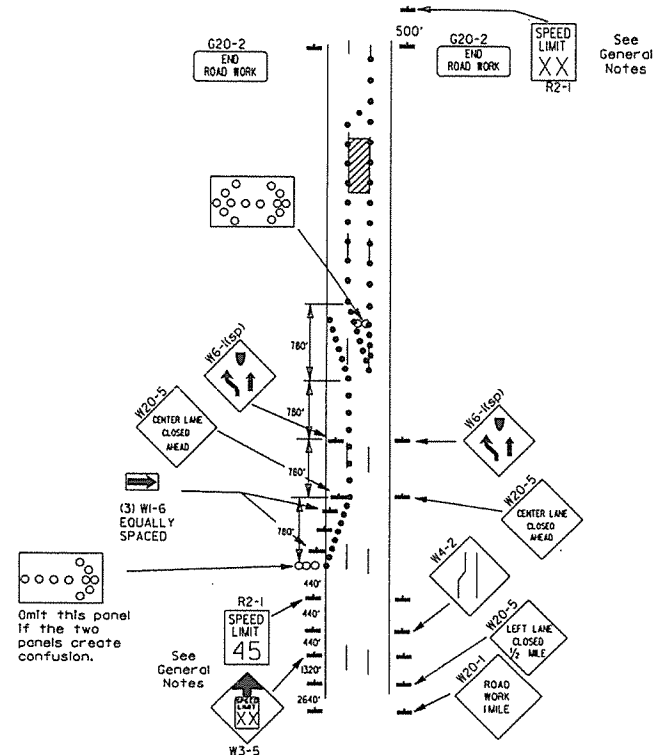 500'
G20-2
END
ROAD WORK
G20-2
END
ROAD WORK
SPEED
LIMIT
XX
R2-1
See
General
Notes
780'
W6-1(sp)
780'
W20-5
CENTER LANE
CLOSED
AHEAD
W6-1(sp)
780'
(3) W1-6
EQUALLY
SPACED
W20-5
CENTER LANE
CLOSED
AHEAD
780'
Omit this panel
if the two
panels create
confusion.
440'
R2-1
SPEED
LIMIT
45
440'
W4-2
440'
See
General
Notes
1320'
W20-5
LEFT LANE
CLOSED
1/2 MILE
SPEED
LIMIT
XX
2640'
W20-1
ROAD
WORK
1 MILE
W3-5